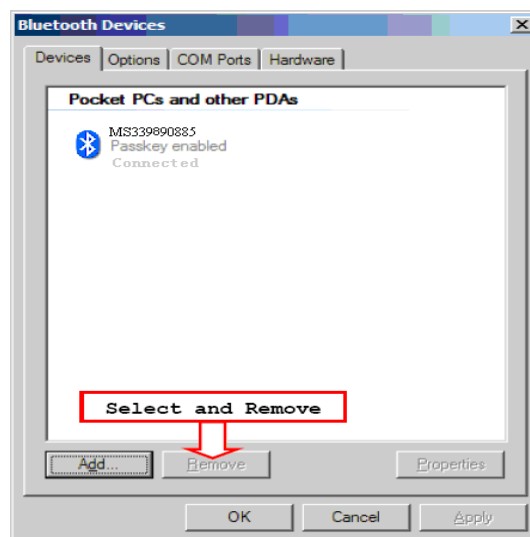 Bluetooth Devices
Devices Options COM Ports Hardware
Pocket PCs and other PDAs
MS339890885
Passkey enabled
Connected
Select and Remove
Add... Remove Properties
OK Cancel Apply